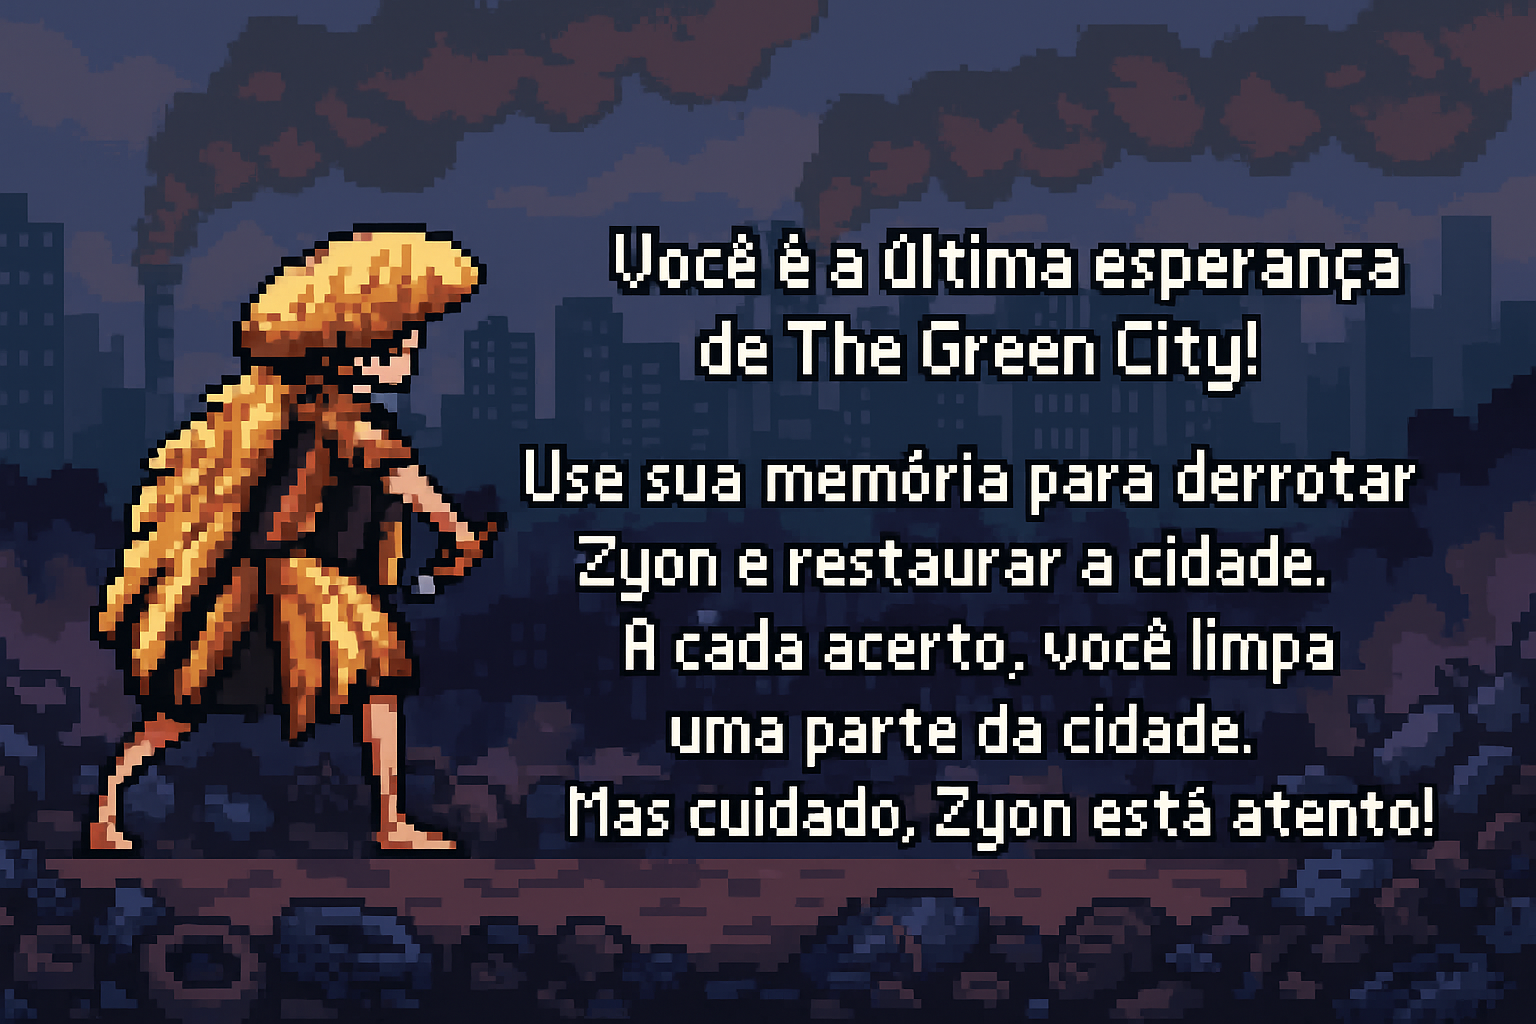 Você ê a última esperança
de The Green City!
Use sua memória para derrotar
Zyon e restaurar a cidade.
A cada acerto, você limpa
uma parte da cidade.
Mas cuidado, Zyon está atento!